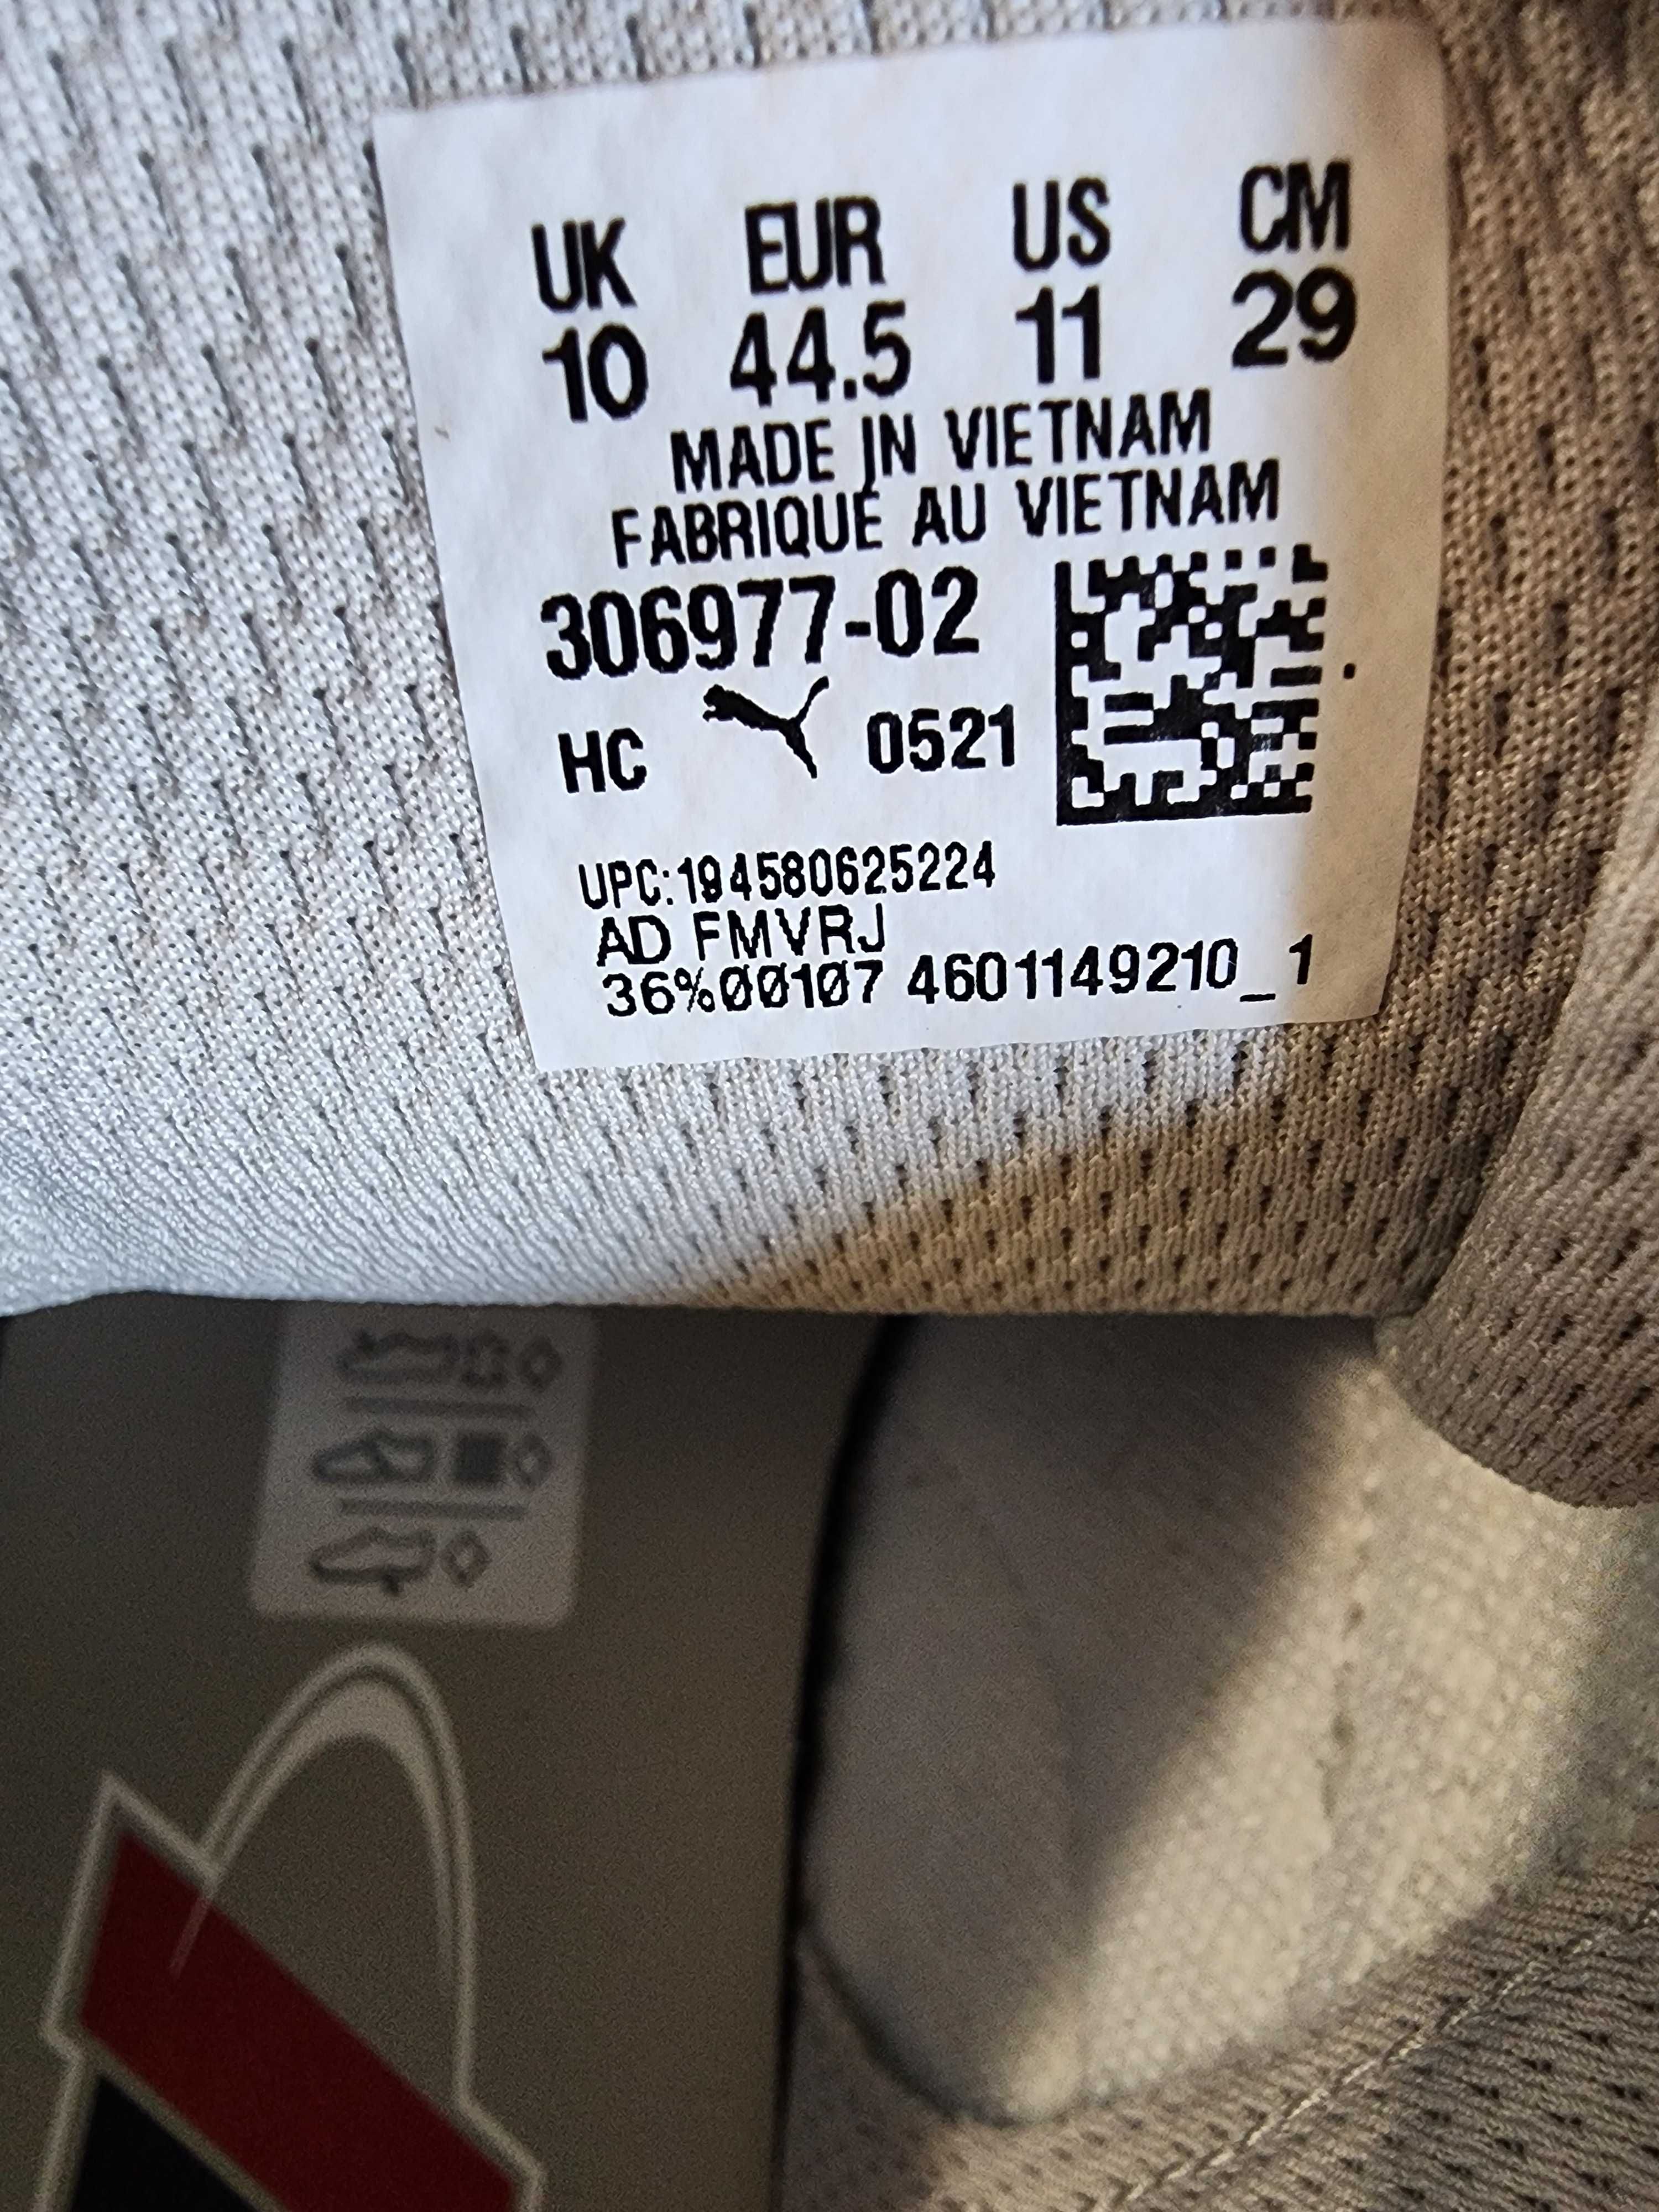 UK EUR US CM
10 44.5 11 29
MADE IN VIETNAM
FABRIQUÉ AU VIETNAM
306977-02
HC 0521
UPC:194580625224
AD FMVRJ
36%00107 4601149210_1